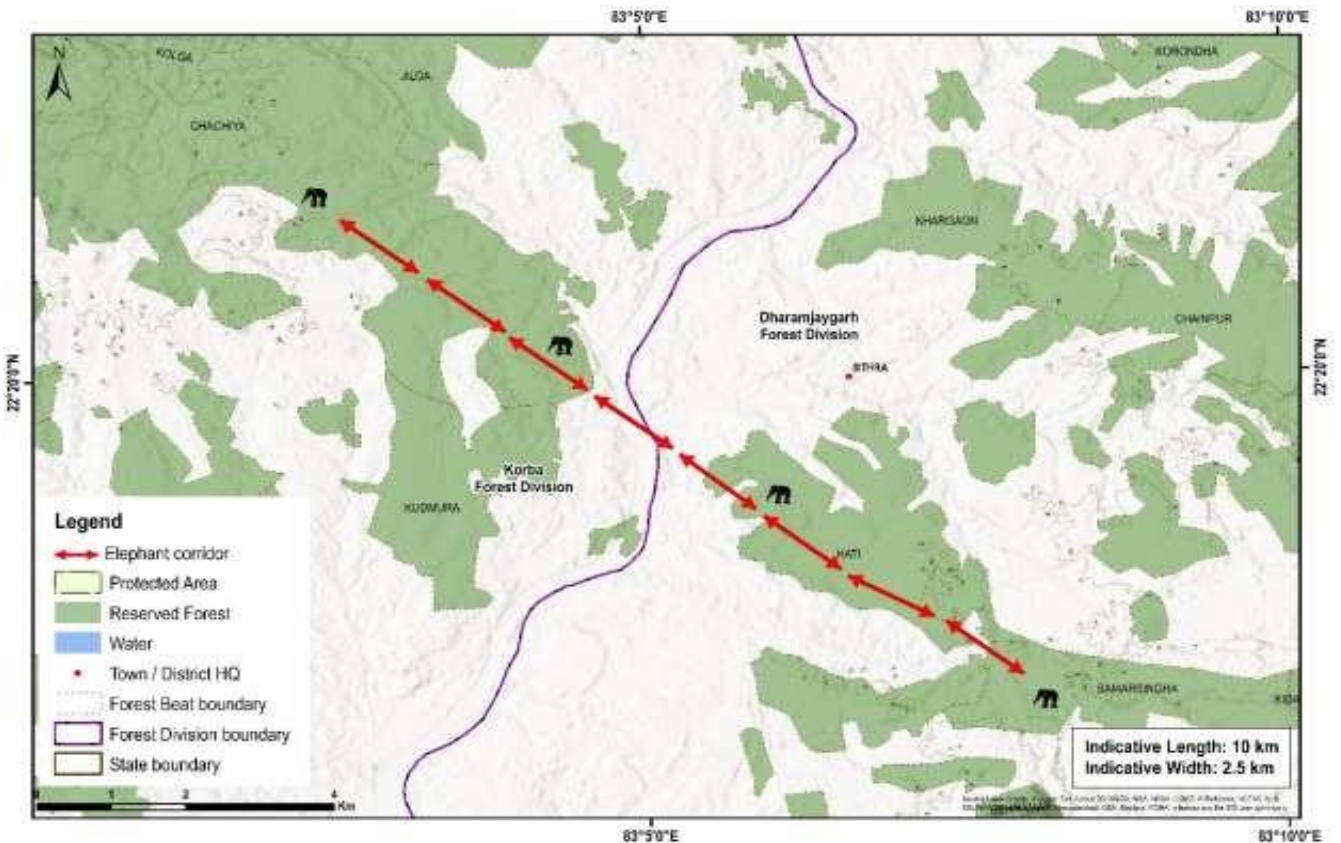 83°5'0"E
83°10'0"E
N
KOLGA
JILGA
KORONDHA
CHACHIYA
KHARGAON
Dharamjaygarh
Forest Division
CHAINPUR
22°20'0"N
22°20'0"N
Korba
Forest Division
KUDMURA
HATI
SAMARSINGHA
Legend
Elephant corridor
Protected Area
Reserved Forest
Water
Town / District HQ
Forest Beat boundary
Forest Division boundary
State boundary
Indicative Length: 10 km
Indicative Width: 2.5 km
0 1 2 4
Km
83°5'0"E
83°10'0"E